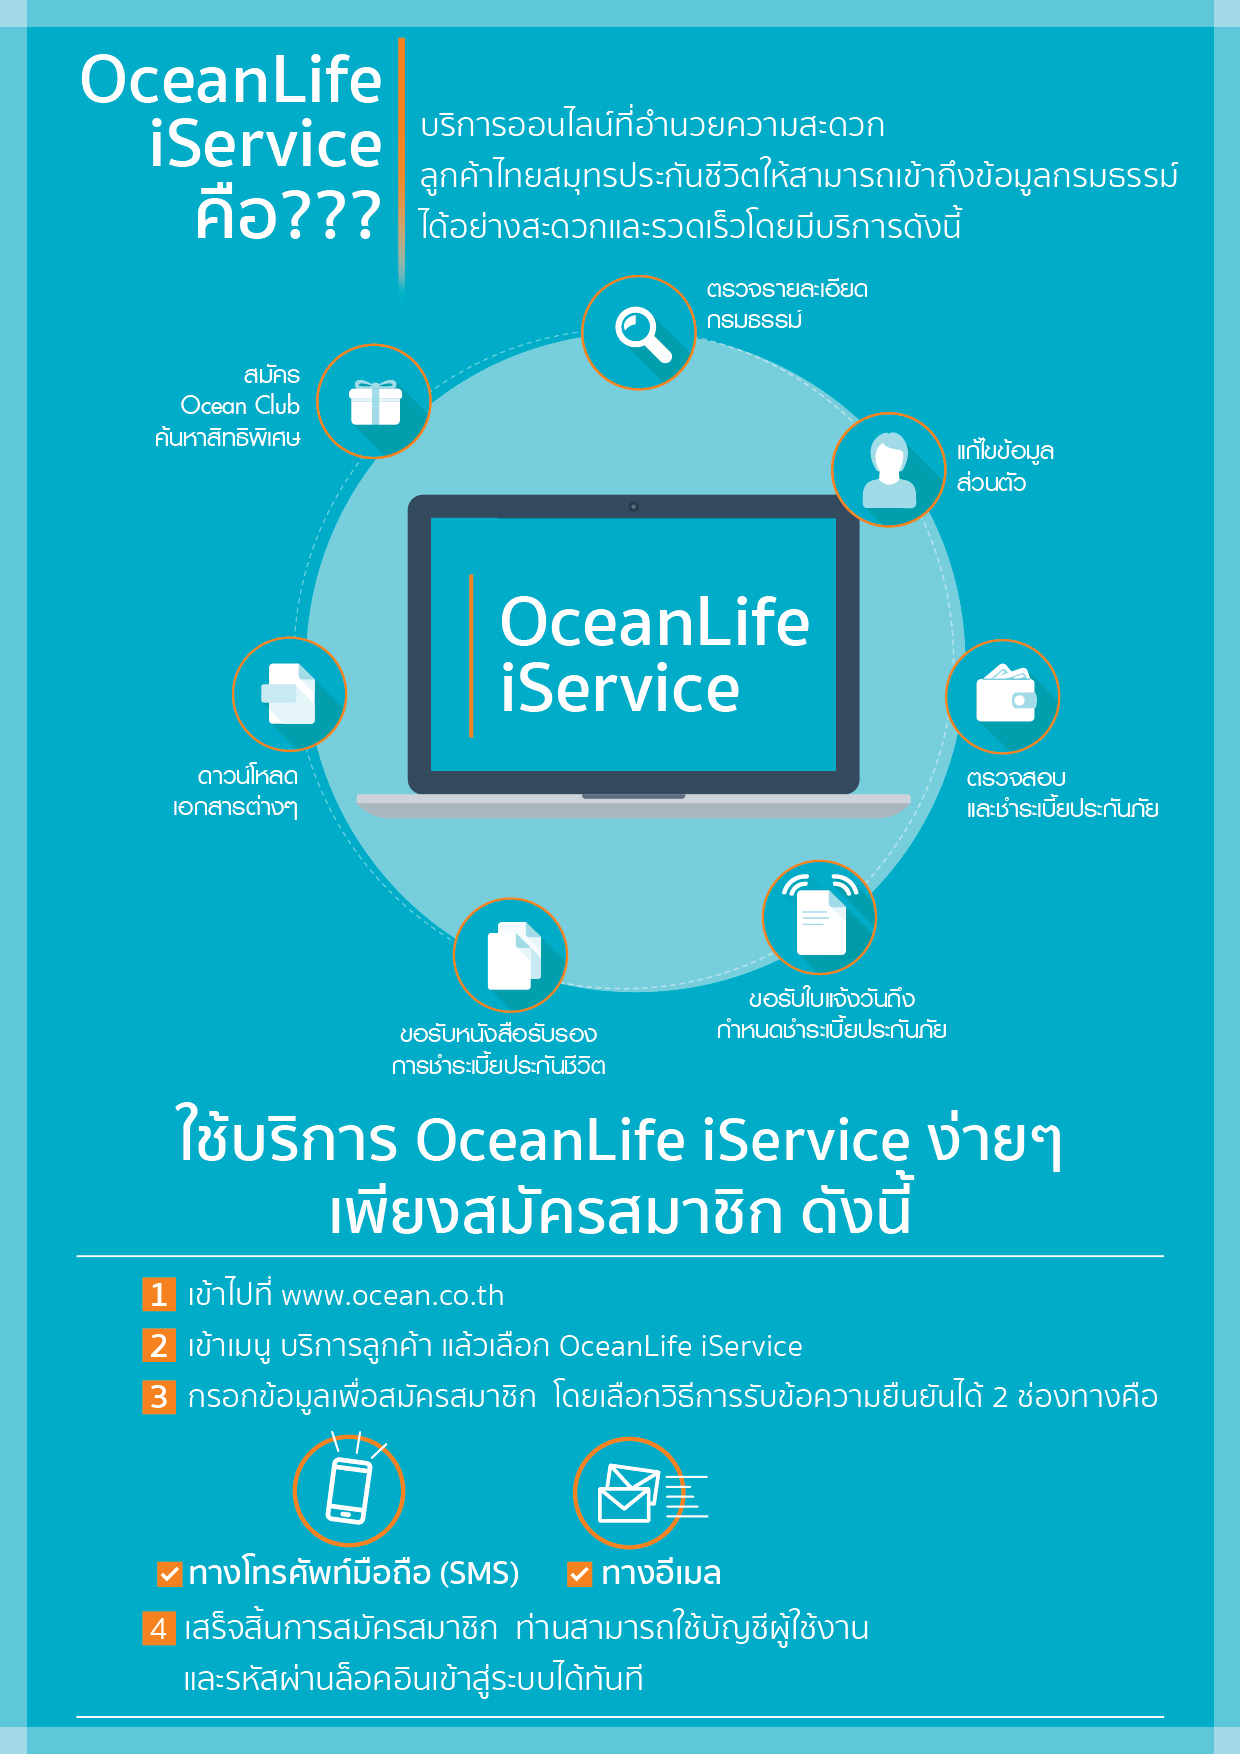 OceanLife
iService
คือ???
บริการออนไลน์ที่อำนวยความสะดวก
ลูกค้าไทยสมุทรประกันชีวิตให้สามารถเข้าถึงข้อมูลกรมธรรม์
ได้อย่างสะดวกและรวดเร็วโดยมีบริการดังนี้
ตรวจรายละเอียด
กรมธรรม์
สมัคร
Ocean Club
ค้นหาสิทธิพิเศษ
แก้ไขข้อมูล
ส่วนตัว
OceanLife
iService
ดาวน์โหลด
เอกสารต่างๆ
ตรวจสอบ
และชำระเบี้ยประกันภัย
ขอรับใบแจ้งวันถึง
กำหนดชำระเบี้ยประกันภัย
ขอรับหนังสือรับรอง
การชำระเบี้ยประกันชีวิต
ใช้บริการ OceanLife iService ง่ายๆ
เพียงสมัครสมาชิก ดังนี้
1 เข้าไปที่ www.ocean.co.th
2 เข้าเมนู บริการลูกค้า แล้วเลือก OceanLife iService
3 กรอกข้อมูลเพื่อสมัครสมาชิก โดยเลือกวิธีการรับข้อความยืนยันได้ 2 ช่องทางคือ
ทางโทรศัพท์มือถือ (SMS) ทางอีเมล
4 เสร็จสิ้นการสมัครสมาชิก ท่านสามารถใช้บัญชีผู้ใช้งาน
และรหัสผ่านล็อคอินเข้าสู่ระบบได้ทันที